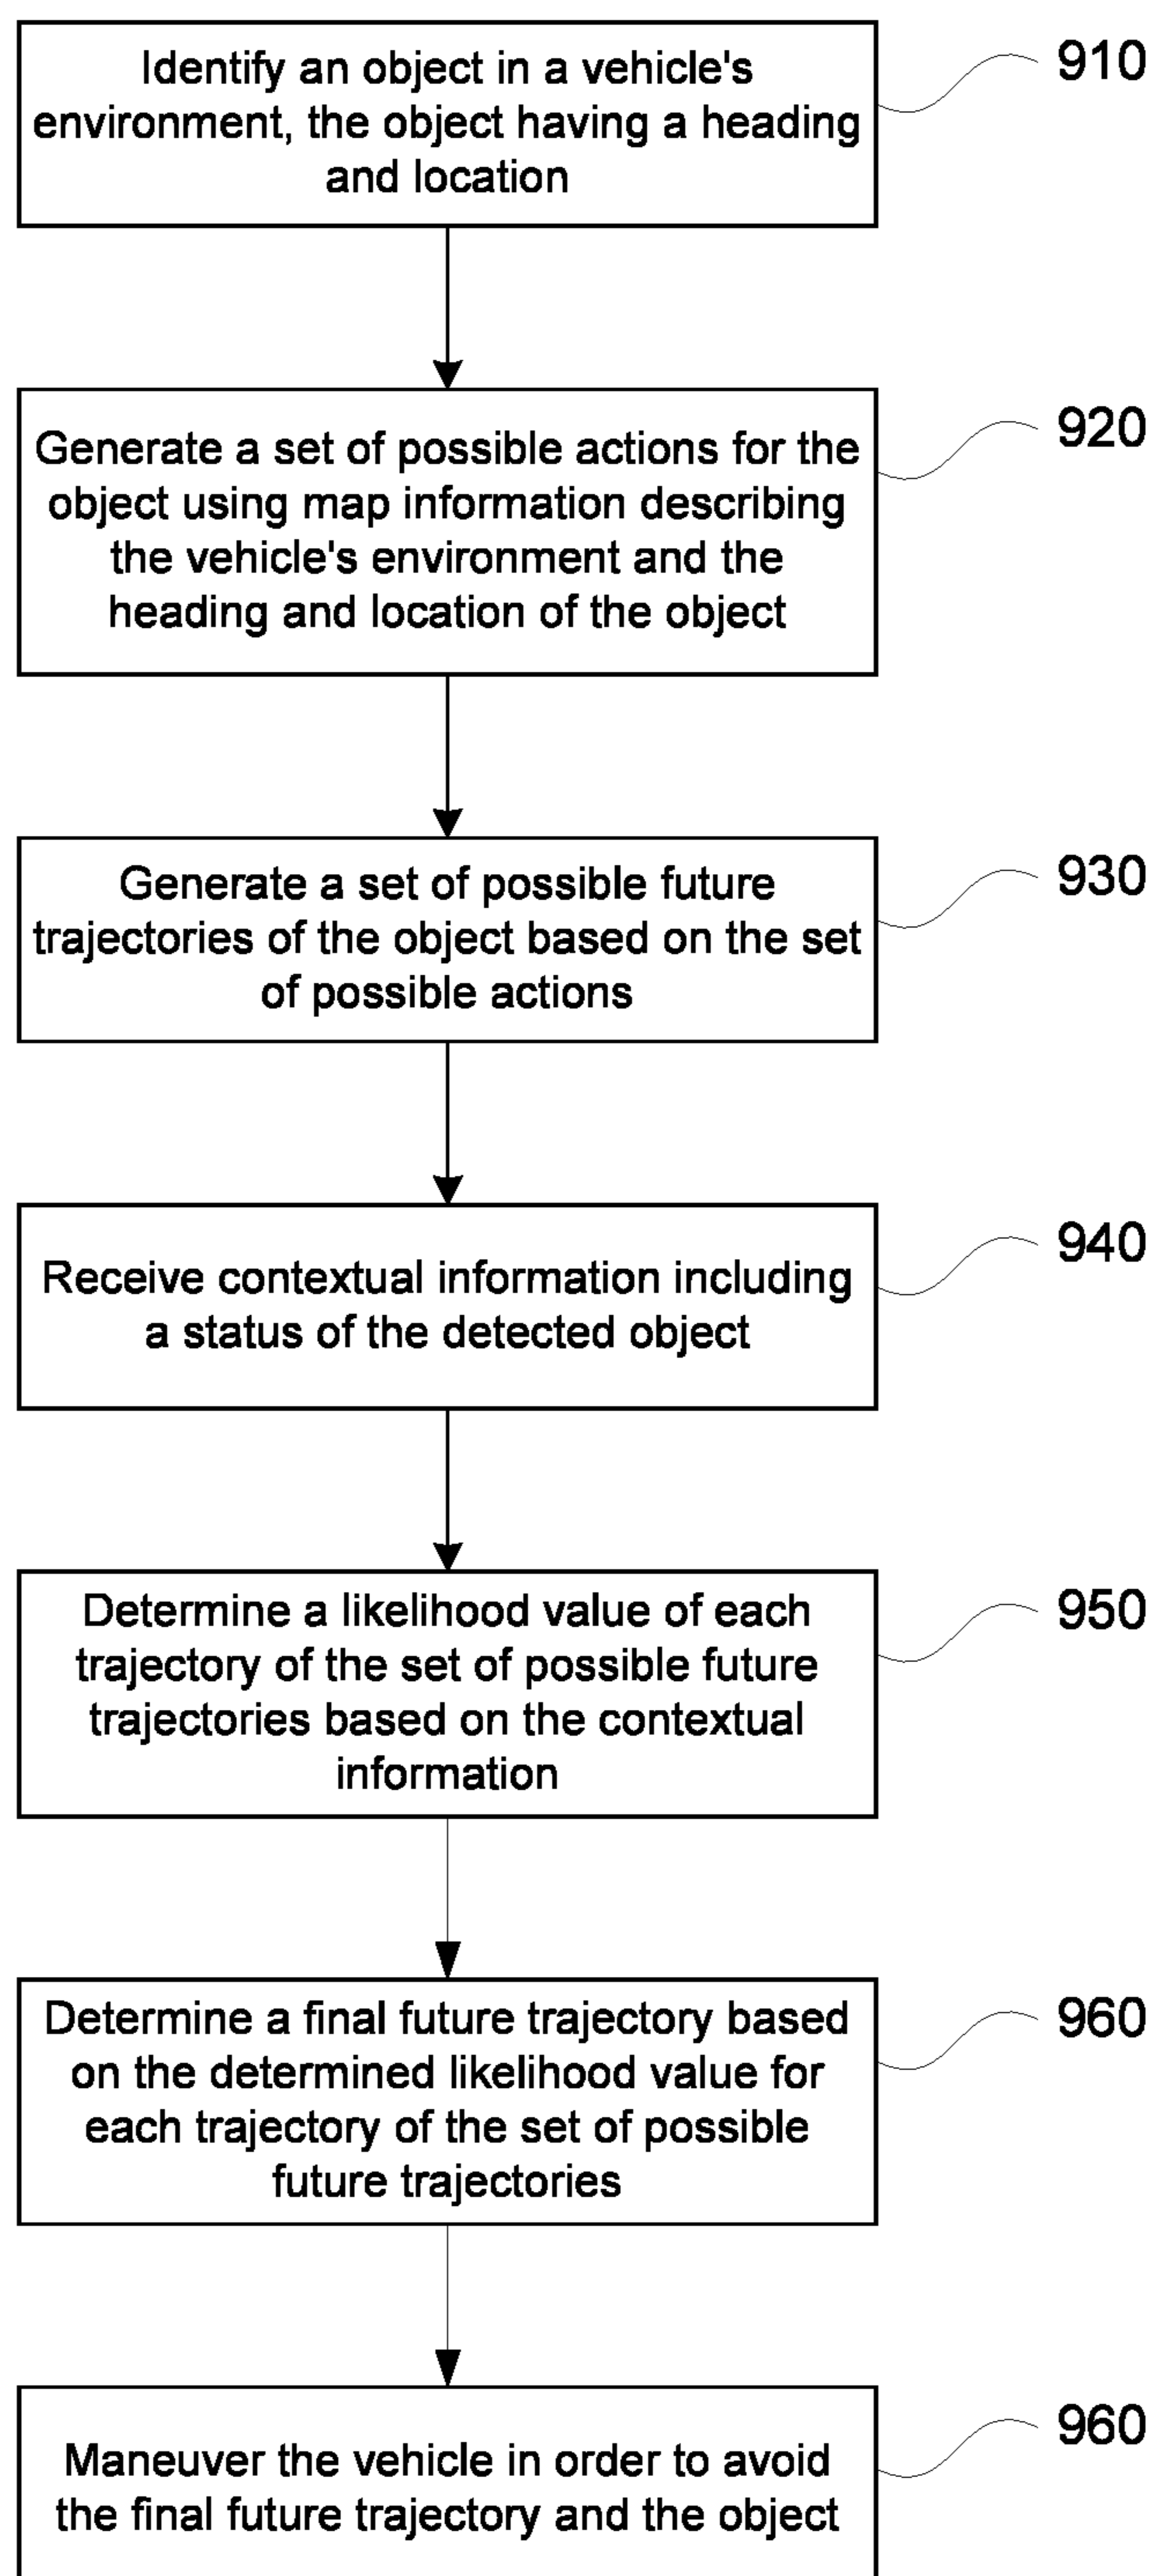 Identify an object in a vehicle's
environment, the object having a heading
and location
910
Generate a set of possible actions for the
object using map information describing
the vehicle's environment and the
heading and location of the object
920
Generate a set of possible future
trajectories of the object based on the set
of possible actions
930
Receive contextual information including
a status of the detected object
940
Determine a likelihood value of each
trajectory of the set of possible future
trajectories based on the contextual
information
950
Determine a final future trajectory based
on the determined likelihood value for
each trajectory of the set of possible
future trajectories
960
Maneuver the vehicle in order to avoid
the final future trajectory and the object
960